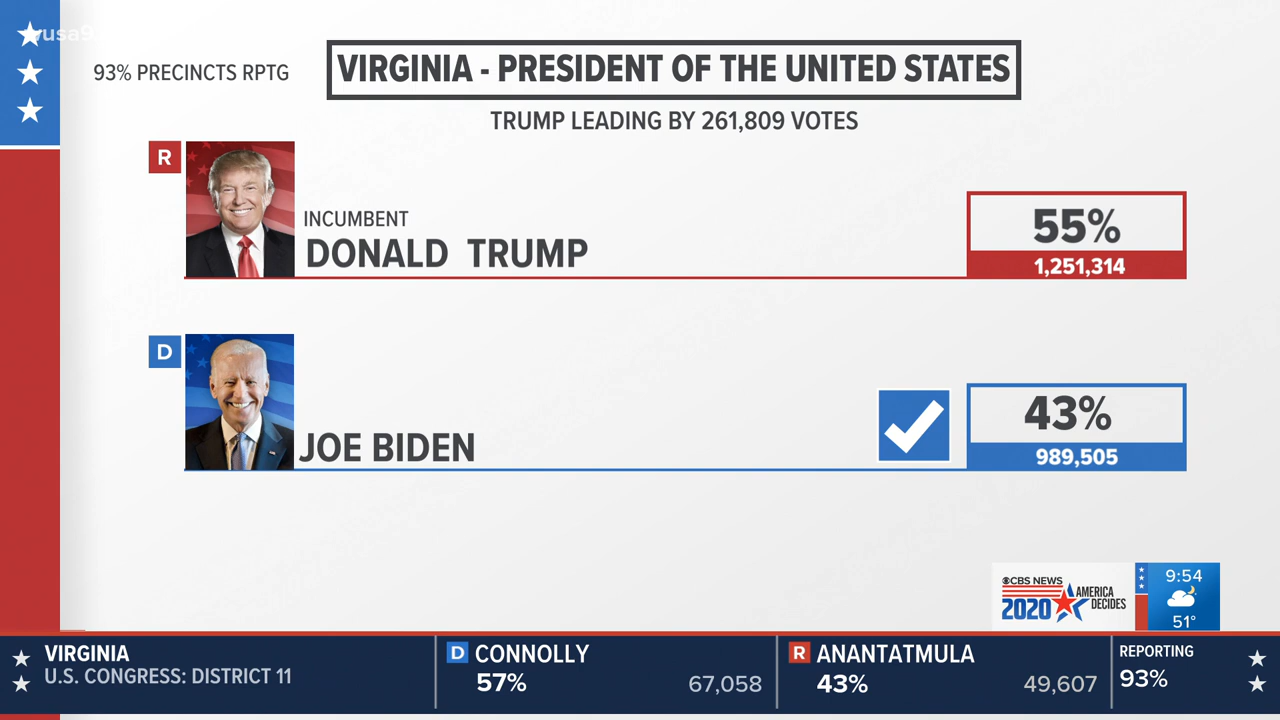 wusa9
93% PRECINCTS RPTG
VIRGINIA - PRESIDENT OF THE UNITED STATES
TRUMP LEADING BY 261,809 VOTES
R
INCUMBENT
DONALD TRUMP
55%
1,251,314
D
JOE BIDEN
43%
989,505
CBS NEWS
2020 AMERICA DECIDES
9:54
51°
VIRGINIA
U.S. CONGRESS: DISTRICT 11
D CONNOLLY
57% 67,058
R ANANTATMULA
43% 49,607
REPORTING
93%